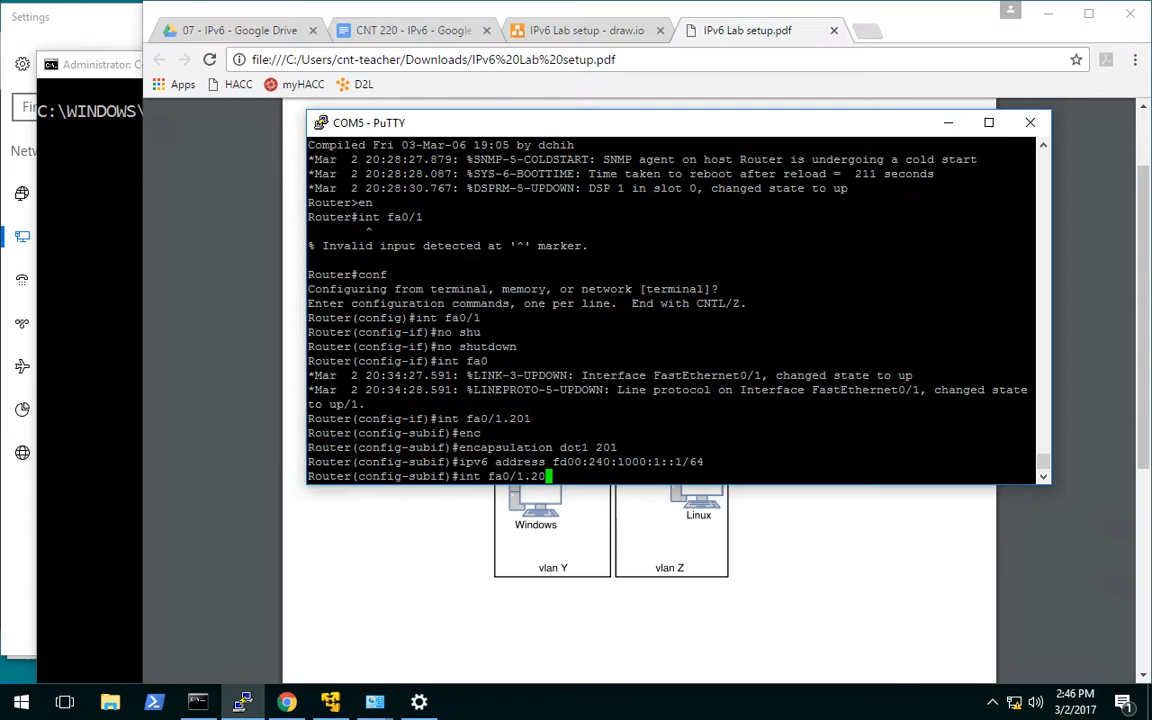 Settings
07 - IPv6 - Google Drive
CNT 220 - IPv6 - Google
IPv6 Lab setup - draw.io
IPv6 Lab setup.pdf
Administrator: Co
file:///C:/Users/cnt-teacher/Downloads/IPv6%20Lab%20setup.pdf
Apps
HACC
myHACC
D2L
Fin
C:\WINDOWS\
Netw
COM5 - PuTTY
Compiled Fri 03-Mar-06 19:05 by dchih
*Mar  2 20:28:27.879: %SNMP-5-COLDSTART: SNMP agent on host Router is undergoing a cold start
*Mar  2 20:28:28.087: %SYS-6-BOOTTIME: Time taken to reboot after reload =  211 seconds
*Mar  2 20:28:30.767: %DSPRM-5-UPDOWN: DSP 1 in slot 0, changed state to up
Router>en
Router#int fa0/1
^
% Invalid input detected at '^' marker.
Router#conf
Configuring from terminal, memory, or network [terminal]?
Enter configuration commands, one per line.  End with CNTL/Z.
Router(config)#int fa0/1
Router(config-if)#no shu
Router(config-if)#no shutdown
Router(config-if)#int fa0
*Mar  2 20:34:27.591: %LINK-3-UPDOWN: Interface FastEthernet0/1, changed state to up
*Mar  2 20:34:28.591: %LINEPROTO-5-UPDOWN: Line protocol on Interface FastEthernet0/1, changed state
to up/1.
Router(config-if)#int fa0/1.201
Router(config-subif)#enc
Router(config-subif)#encapsulation dot1 201
Router(config-subif)#ipv6 address fd00:240:1000:1::1/64
Router(config-subif)#int fa0/1.20
Windows
Linux
vlan Y
vlan Z
2:46 PM
3/2/2017
1